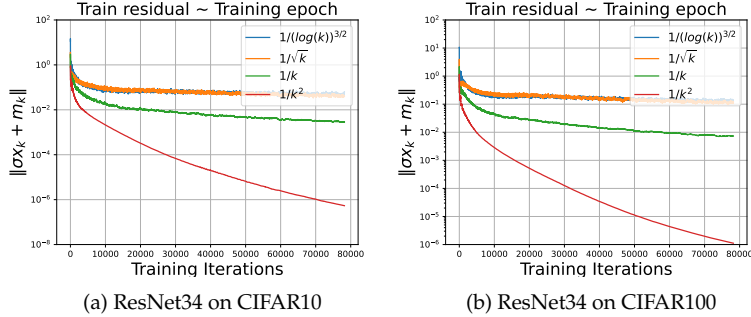 Train residual ~ Training epoch
10^2
10^0
10^-2
10^-4
10^-6
10^-8
‖σx_k + m_k‖
1/(log(k))^3/2
1/√k
1/k
1/k^2
0 10000 20000 30000 40000 50000 60000 70000 80000
Training Iterations
(a) ResNet34 on CIFAR10
Train residual ~ Training epoch
10^2
10^1
10^0
10^-1
10^-2
10^-3
10^-4
10^-5
10^-6
‖σx_k + m_k‖
1/(log(k))^3/2
1/√k
1/k
1/k^2
0 10000 20000 30000 40000 50000 60000 70000 80000
Training Iterations
(b) ResNet34 on CIFAR100